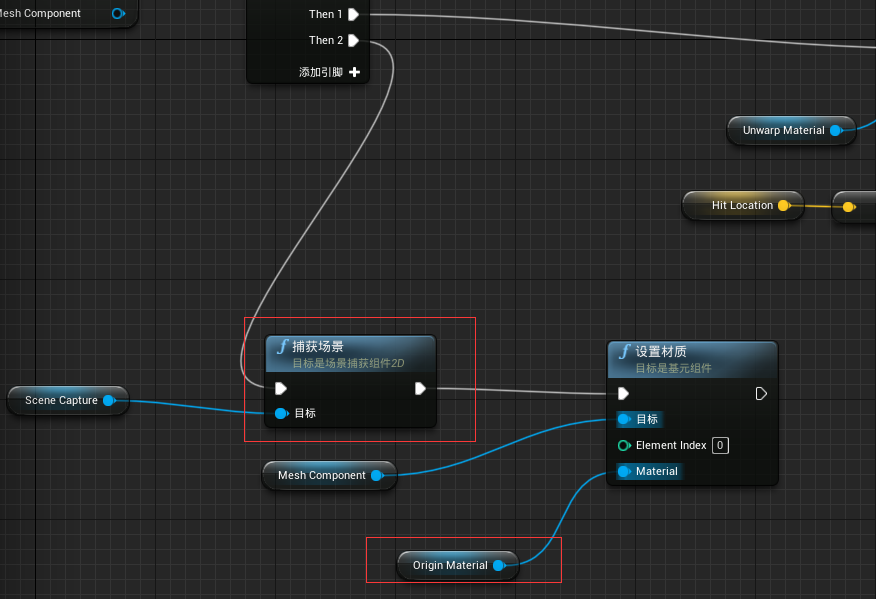 Mesh Component
Then 1
Then 2
添加引脚
Unwarp Material
Hit Location
捕获场景
目标是场景捕获组件2D
目标
Scene Capture
设置材质
目标是基元组件
目标
Element Index 0
Material
Mesh Component
Origin Material